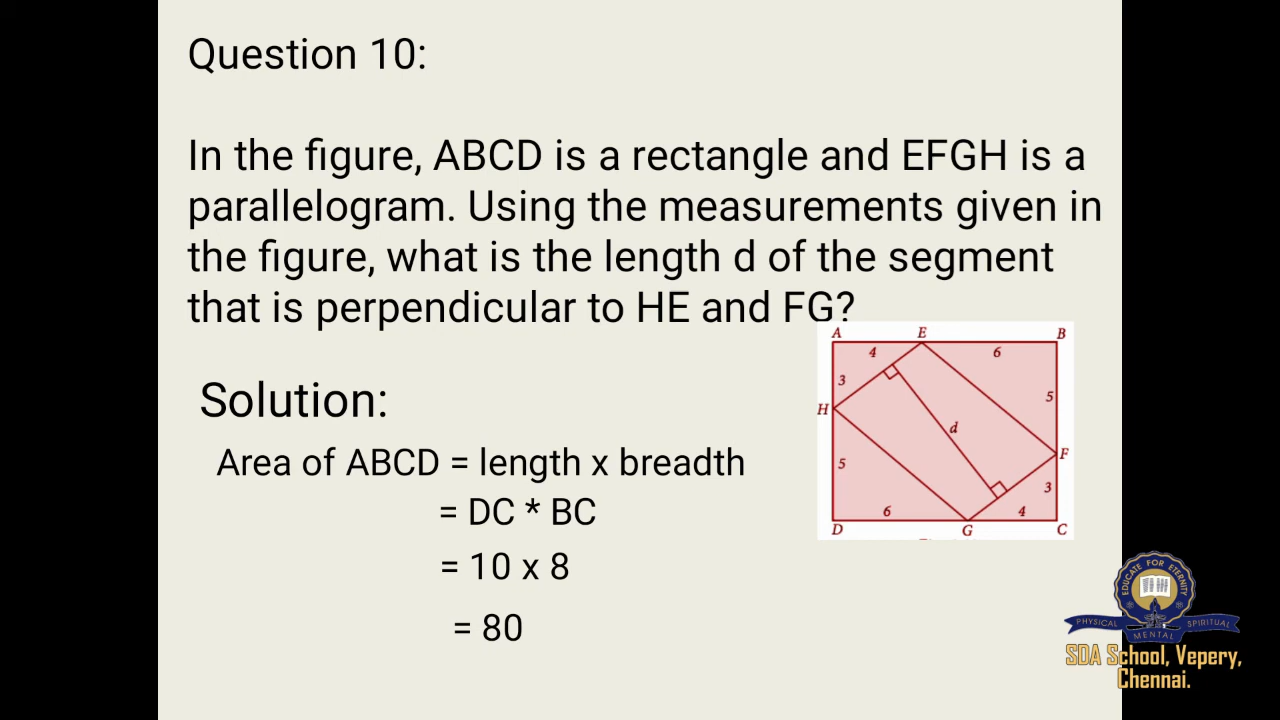 Question 10:
In the figure, ABCD is a rectangle and EFGH is a
parallelogram. Using the measurements given in
the figure, what is the length d of the segment
that is perpendicular to HE and FG?
A E B
4 6
3
5
H
d
5
F
3
6 4
D G C
Solution:
Area of ABCD = length x breadth
= DC * BC
= 10 x 8
= 80
EDUCATE FOR ETERNITY
PHYSICAL SPIRITUAL
MENTAL
SDA School, Vepery,
Chennai.